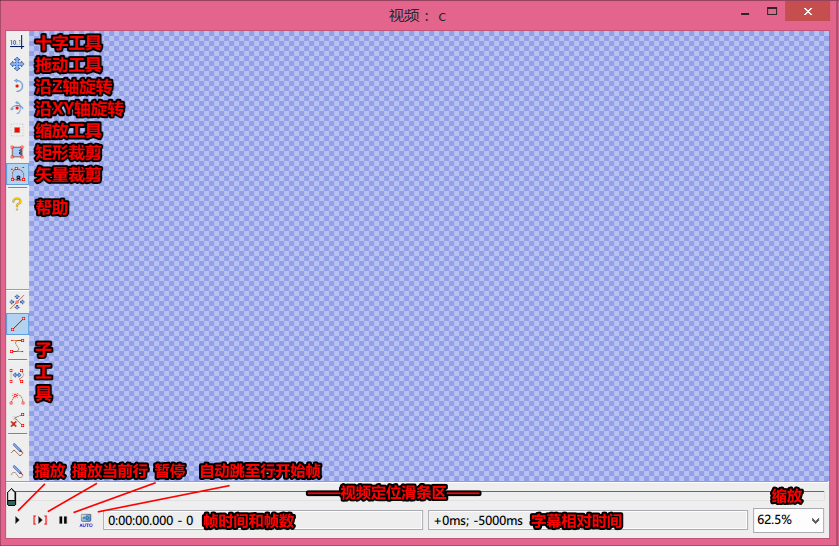 视频：c
十字工具
拖动工具
沿Z轴旋转
沿XY轴旋转
缩放工具
矩形裁剪
矢量裁剪
帮助
子
工
具
播放 播放当前行 暂停 自动跳至行开始帧
视频定位滑条区
缩放
AUTO
0:00:00.000 - 0 帧时间和帧数
+0ms; -5000ms 字幕相对时间
62.5%